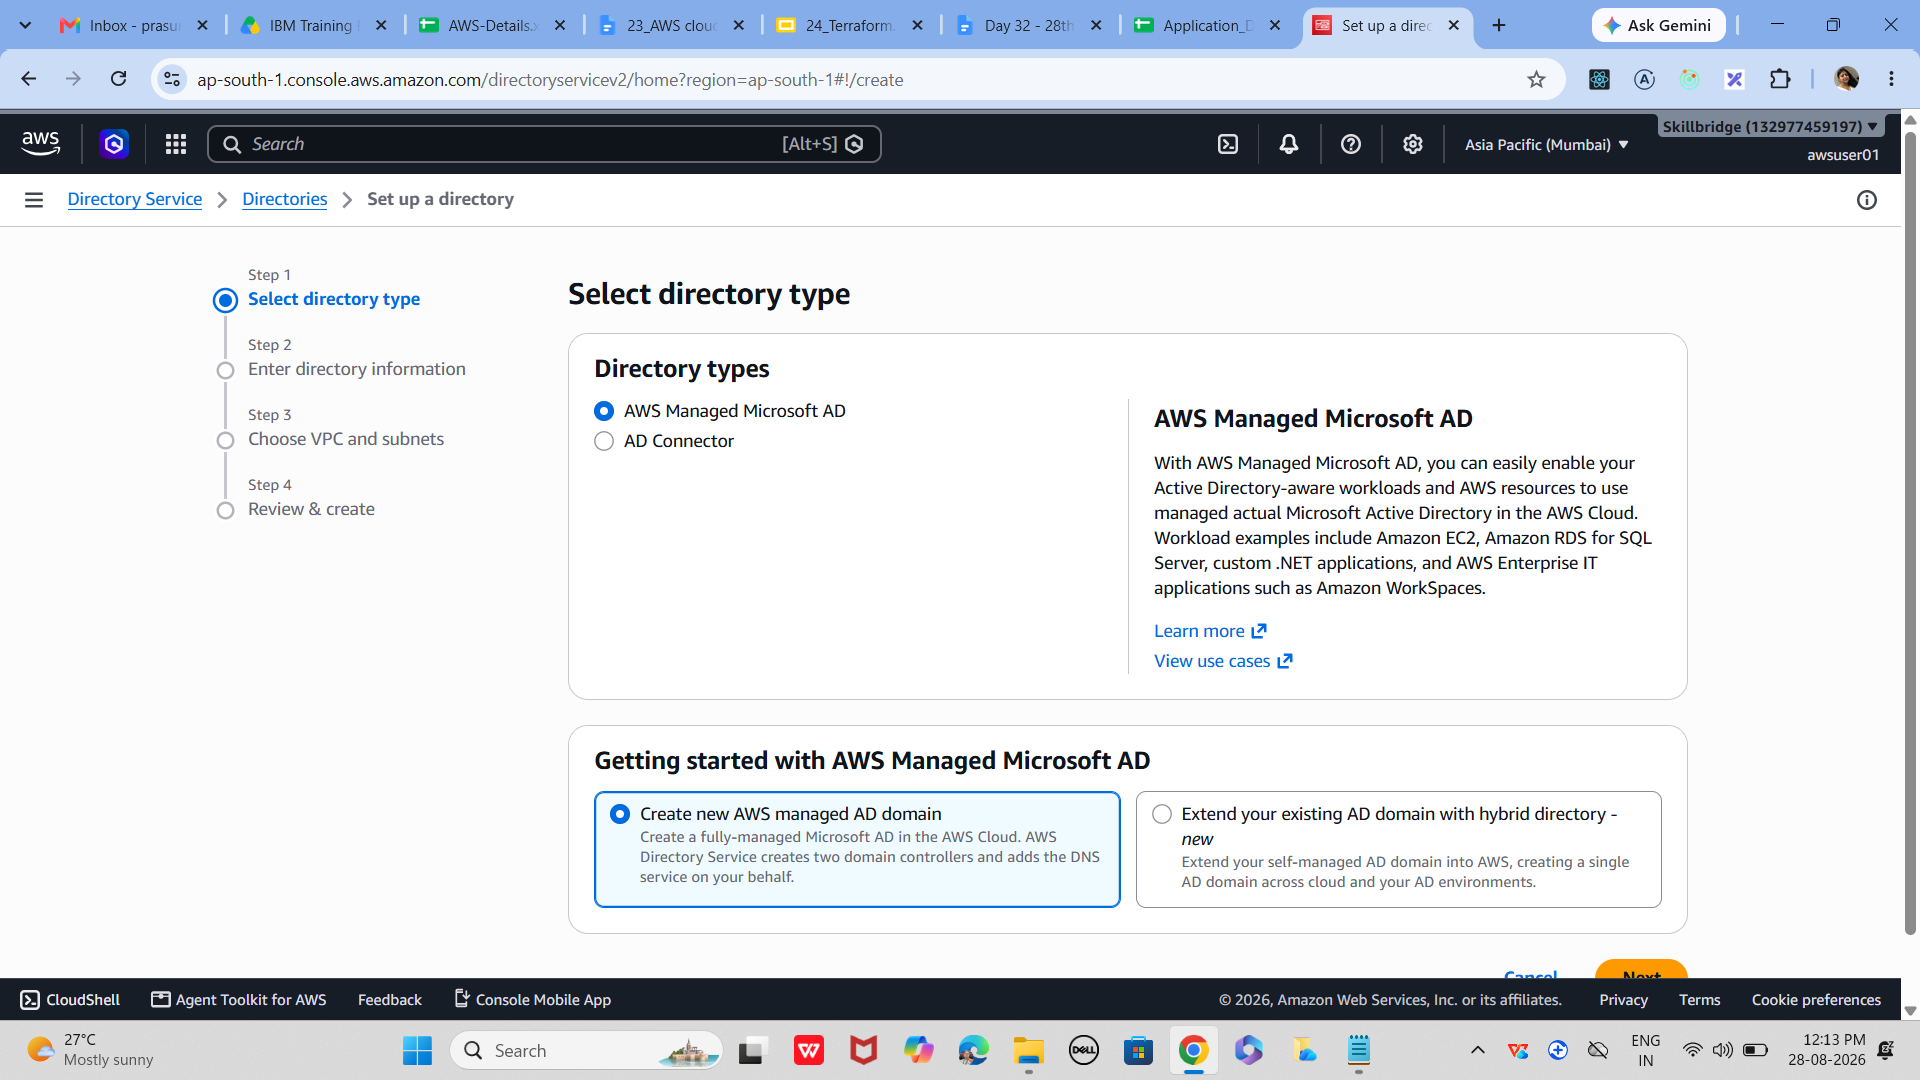 Inbox - prasu
IBM Training
AWS-Details.x
23_AWS cloud
24_Terraform.
Day 32 - 28th
Application_D
Set up a direc
Ask Gemini
ap-south-1.console.aws.amazon.com/directoryservicev2/home?region=ap-south-1#!/create
aws
Search
[Alt+S]
Asia Pacific (Mumbai)
Skillbridge (132977459197)
awsuser01
Directory Service
Directories
Set up a directory
Step 1
Select directory type
Step 2
Enter directory information
Step 3
Choose VPC and subnets
Step 4
Review & create
Select directory type
Directory types
AWS Managed Microsoft AD
AD Connector
AWS Managed Microsoft AD
With AWS Managed Microsoft AD, you can easily enable your
Active Directory-aware workloads and AWS resources to use
managed actual Microsoft Active Directory in the AWS Cloud.
Workload examples include Amazon EC2, Amazon RDS for SQL
Server, custom .NET applications, and AWS Enterprise IT
applications such as Amazon WorkSpaces.
Learn more
View use cases
Getting started with AWS Managed Microsoft AD
Create new AWS managed AD domain
Create a fully-managed Microsoft AD in the AWS Cloud. AWS
Directory Service creates two domain controllers and adds the DNS
service on your behalf.
Extend your existing AD domain with hybrid directory -
new
Extend your self-managed AD domain into AWS, creating a single
AD domain across cloud and your AD environments.
Cancel
Next
CloudShell
Agent Toolkit for AWS
Feedback
Console Mobile App
© 2026, Amazon Web Services, Inc. or its affiliates.
Privacy
Terms
Cookie preferences
27°C
Mostly sunny
Search
DELL
ENG
IN
12:13 PM
28-08-2026